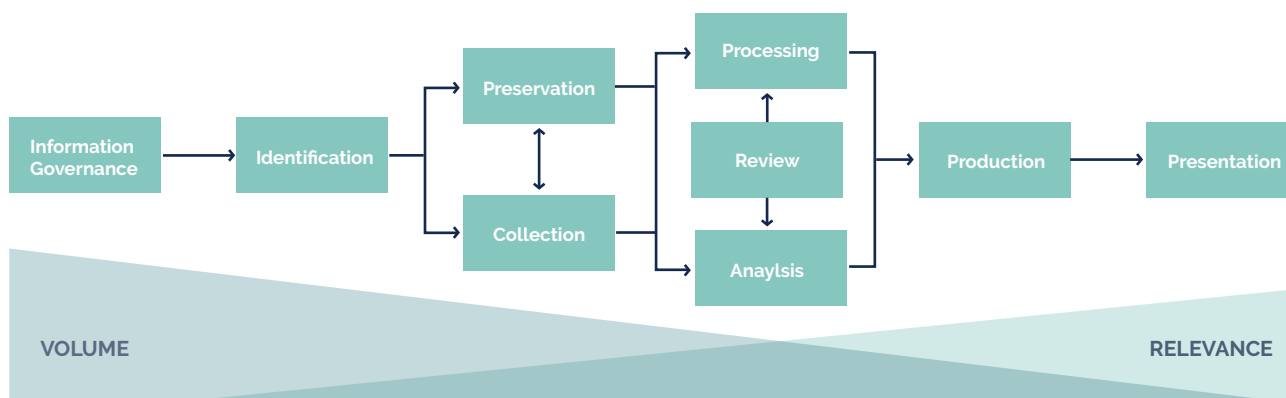 Information
Governance
Identification
Preservation
Collection
Processing
Review
Anaylsis
Production
Presentation
VOLUME
RELEVANCE